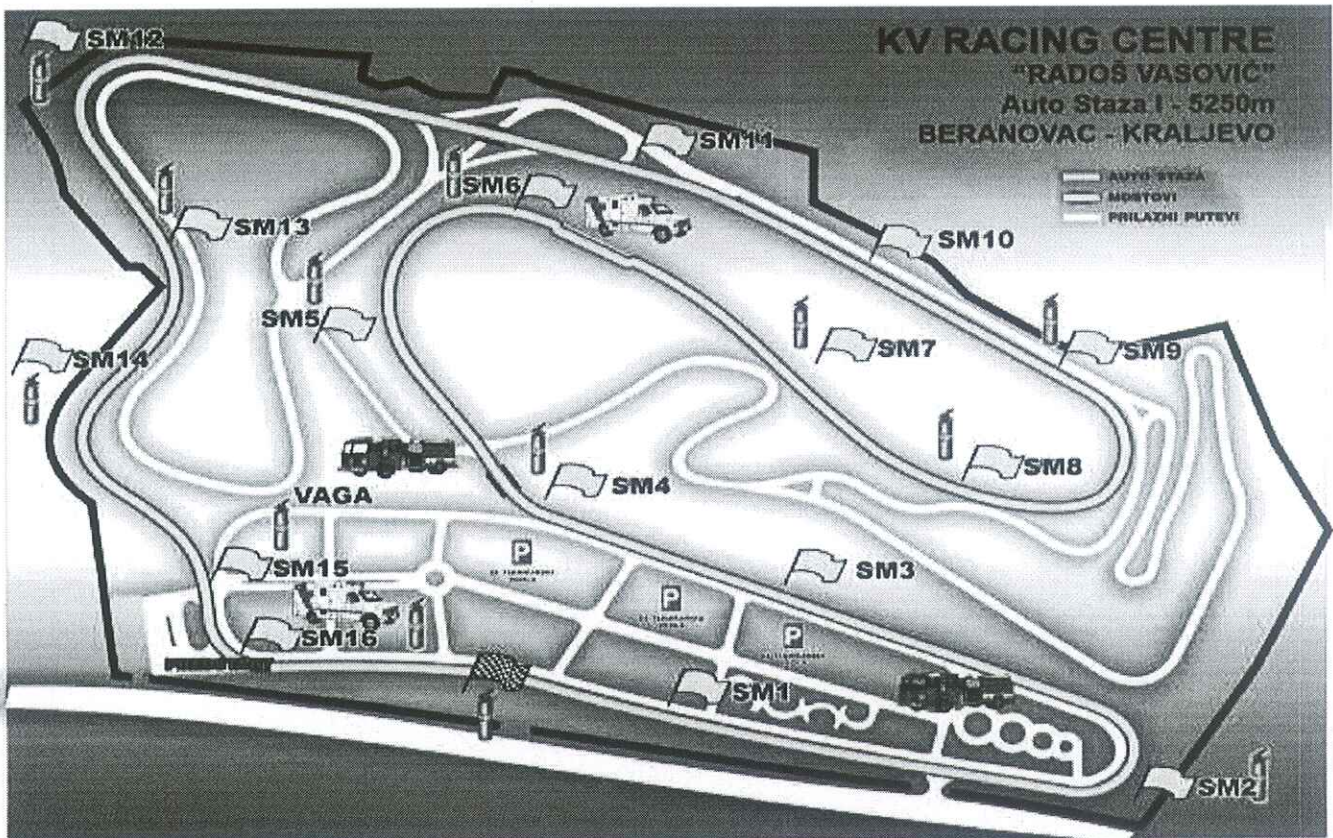 KV RACING CENTRE
"RADOŠ VASOVIĆ"
Auto Staza I - 5250m
BERANOVAC - KRALJEVO
AUTO STAZA
MOSTOVI
PRILAZNI PUTEVI
SM12
SM11
SM6
SM13
SM10
SM5
SM7
SM9
SM14
SM8
SM4
VAGA
P
SM3
SM15
P
P
SM16
SM1
SM2